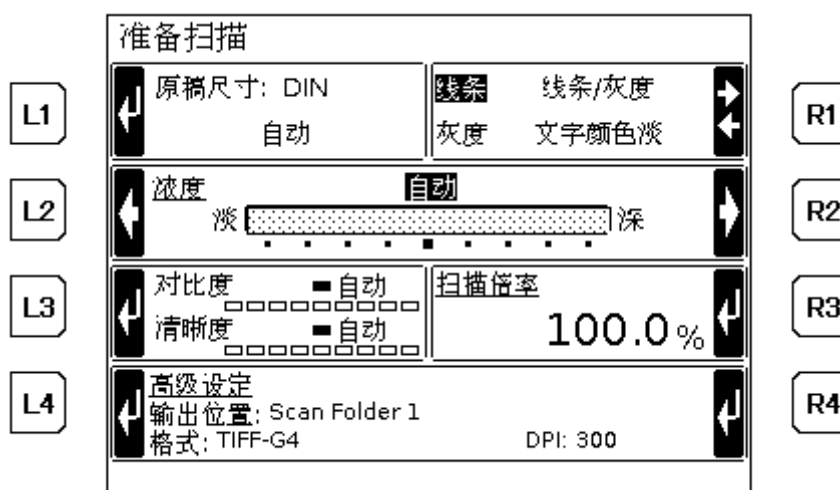 准备扫描
L1
原稿尺寸: DIN
自动
线条 线条/灰度
灰度 文字颜色淡
R1
L2
浓度 自动
淡 深
R2
L3
对比度 自动
清晰度 自动
扫描倍率
100.0%
R3
L4
高级设定
输出位置: Scan Folder 1
格式: TIFF-G4 DPI: 300
R4